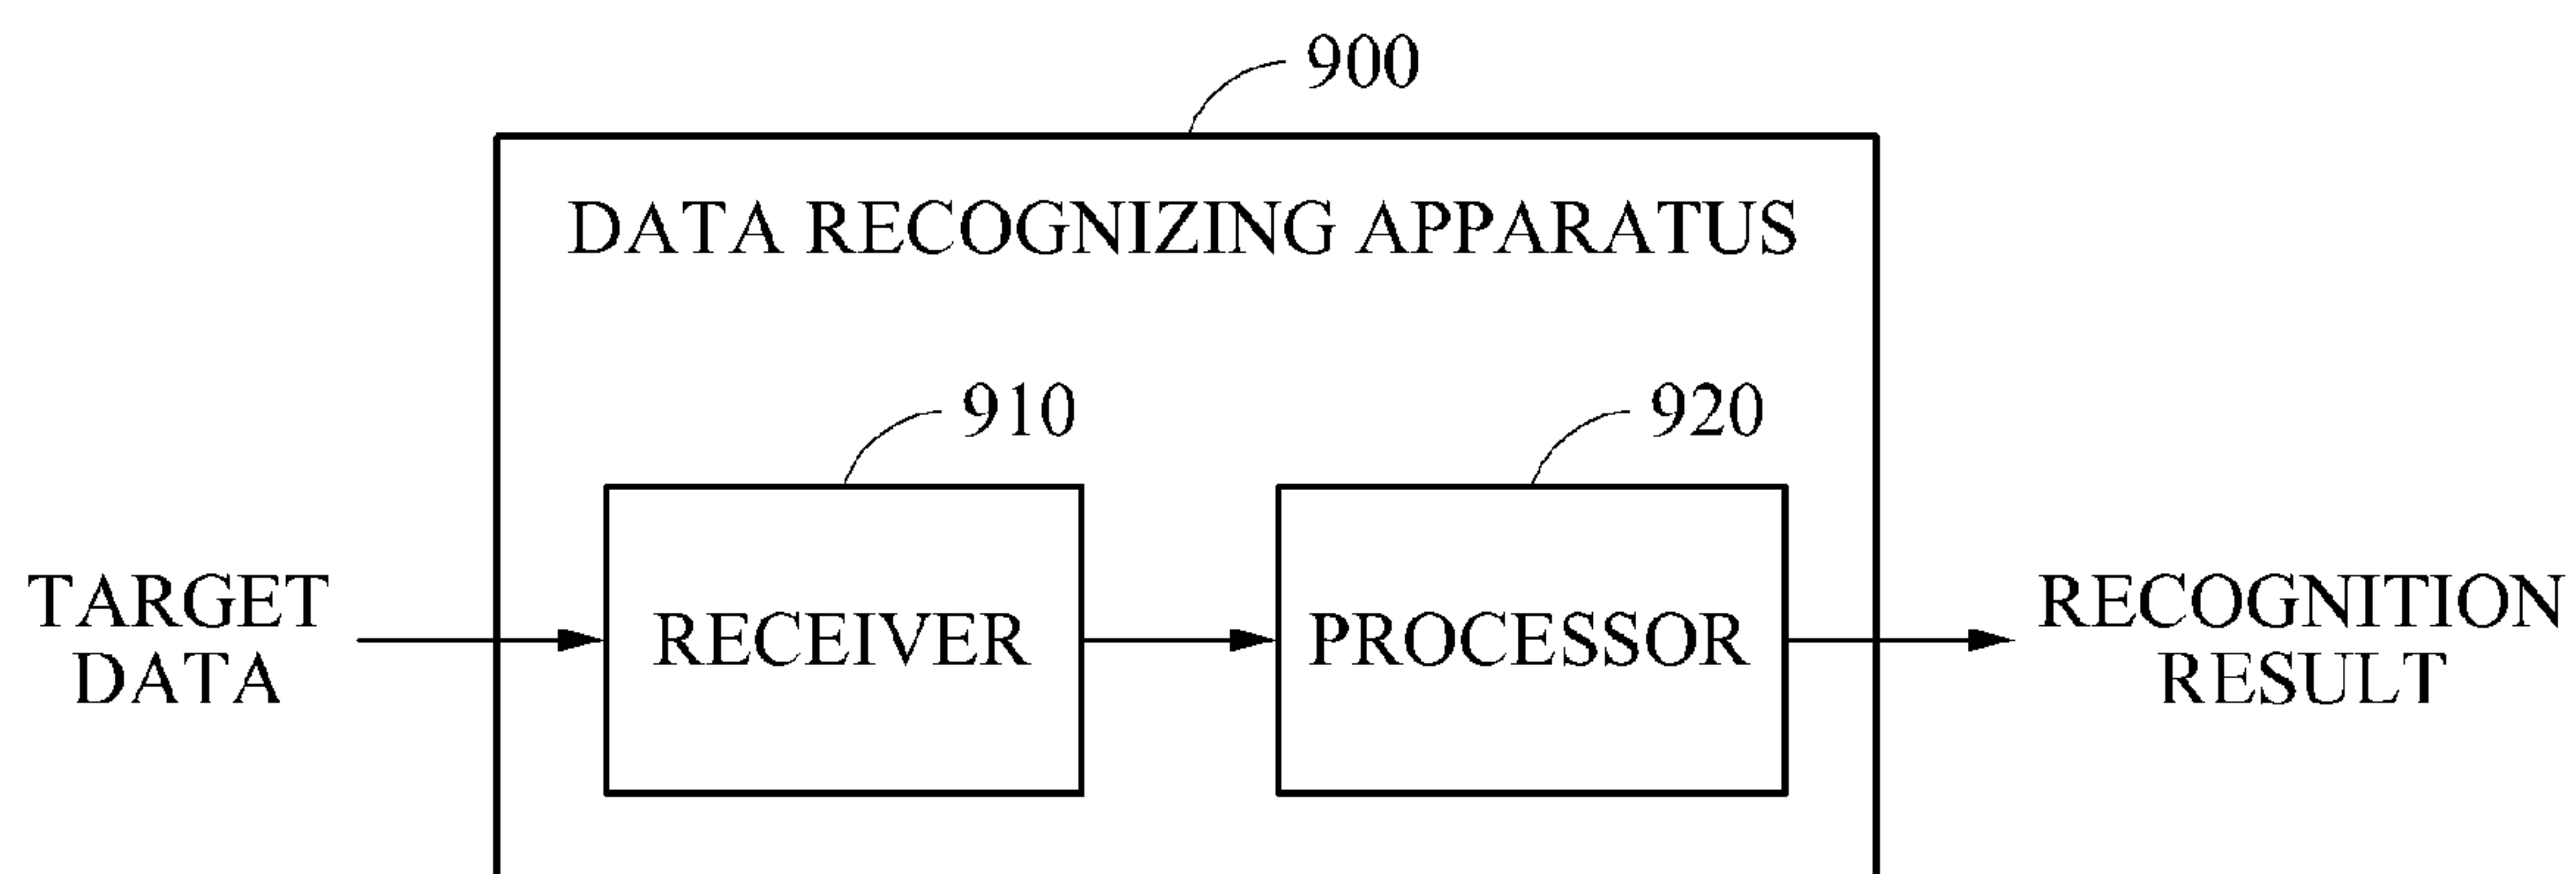 900
DATA RECOGNIZING APPARATUS
910
920
TARGET
DATA
RECEIVER
PROCESSOR
RECOGNITION
RESULT